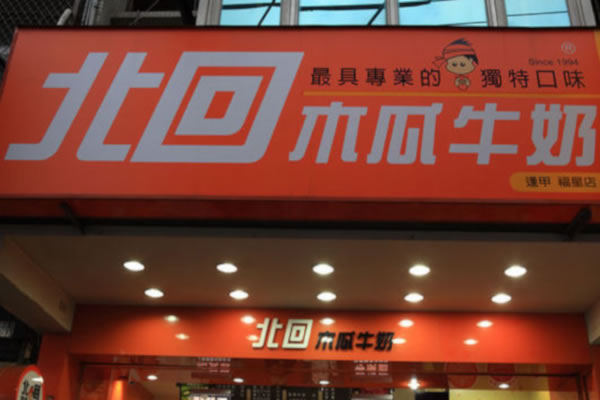 Since 1994
®
最具專業的 獨特口味
北回 木瓜牛奶
逢甲 福星店
北回 木瓜牛奶